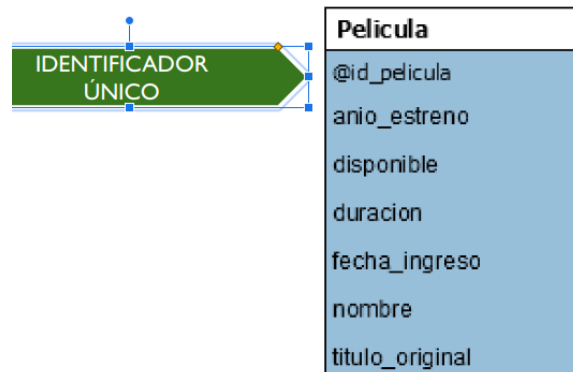 IDENTIFICADOR
ÚNICO
Pelicula
@id_pelicula
anio_estreno
disponible
duracion
fecha_ingreso
nombre
titulo_original